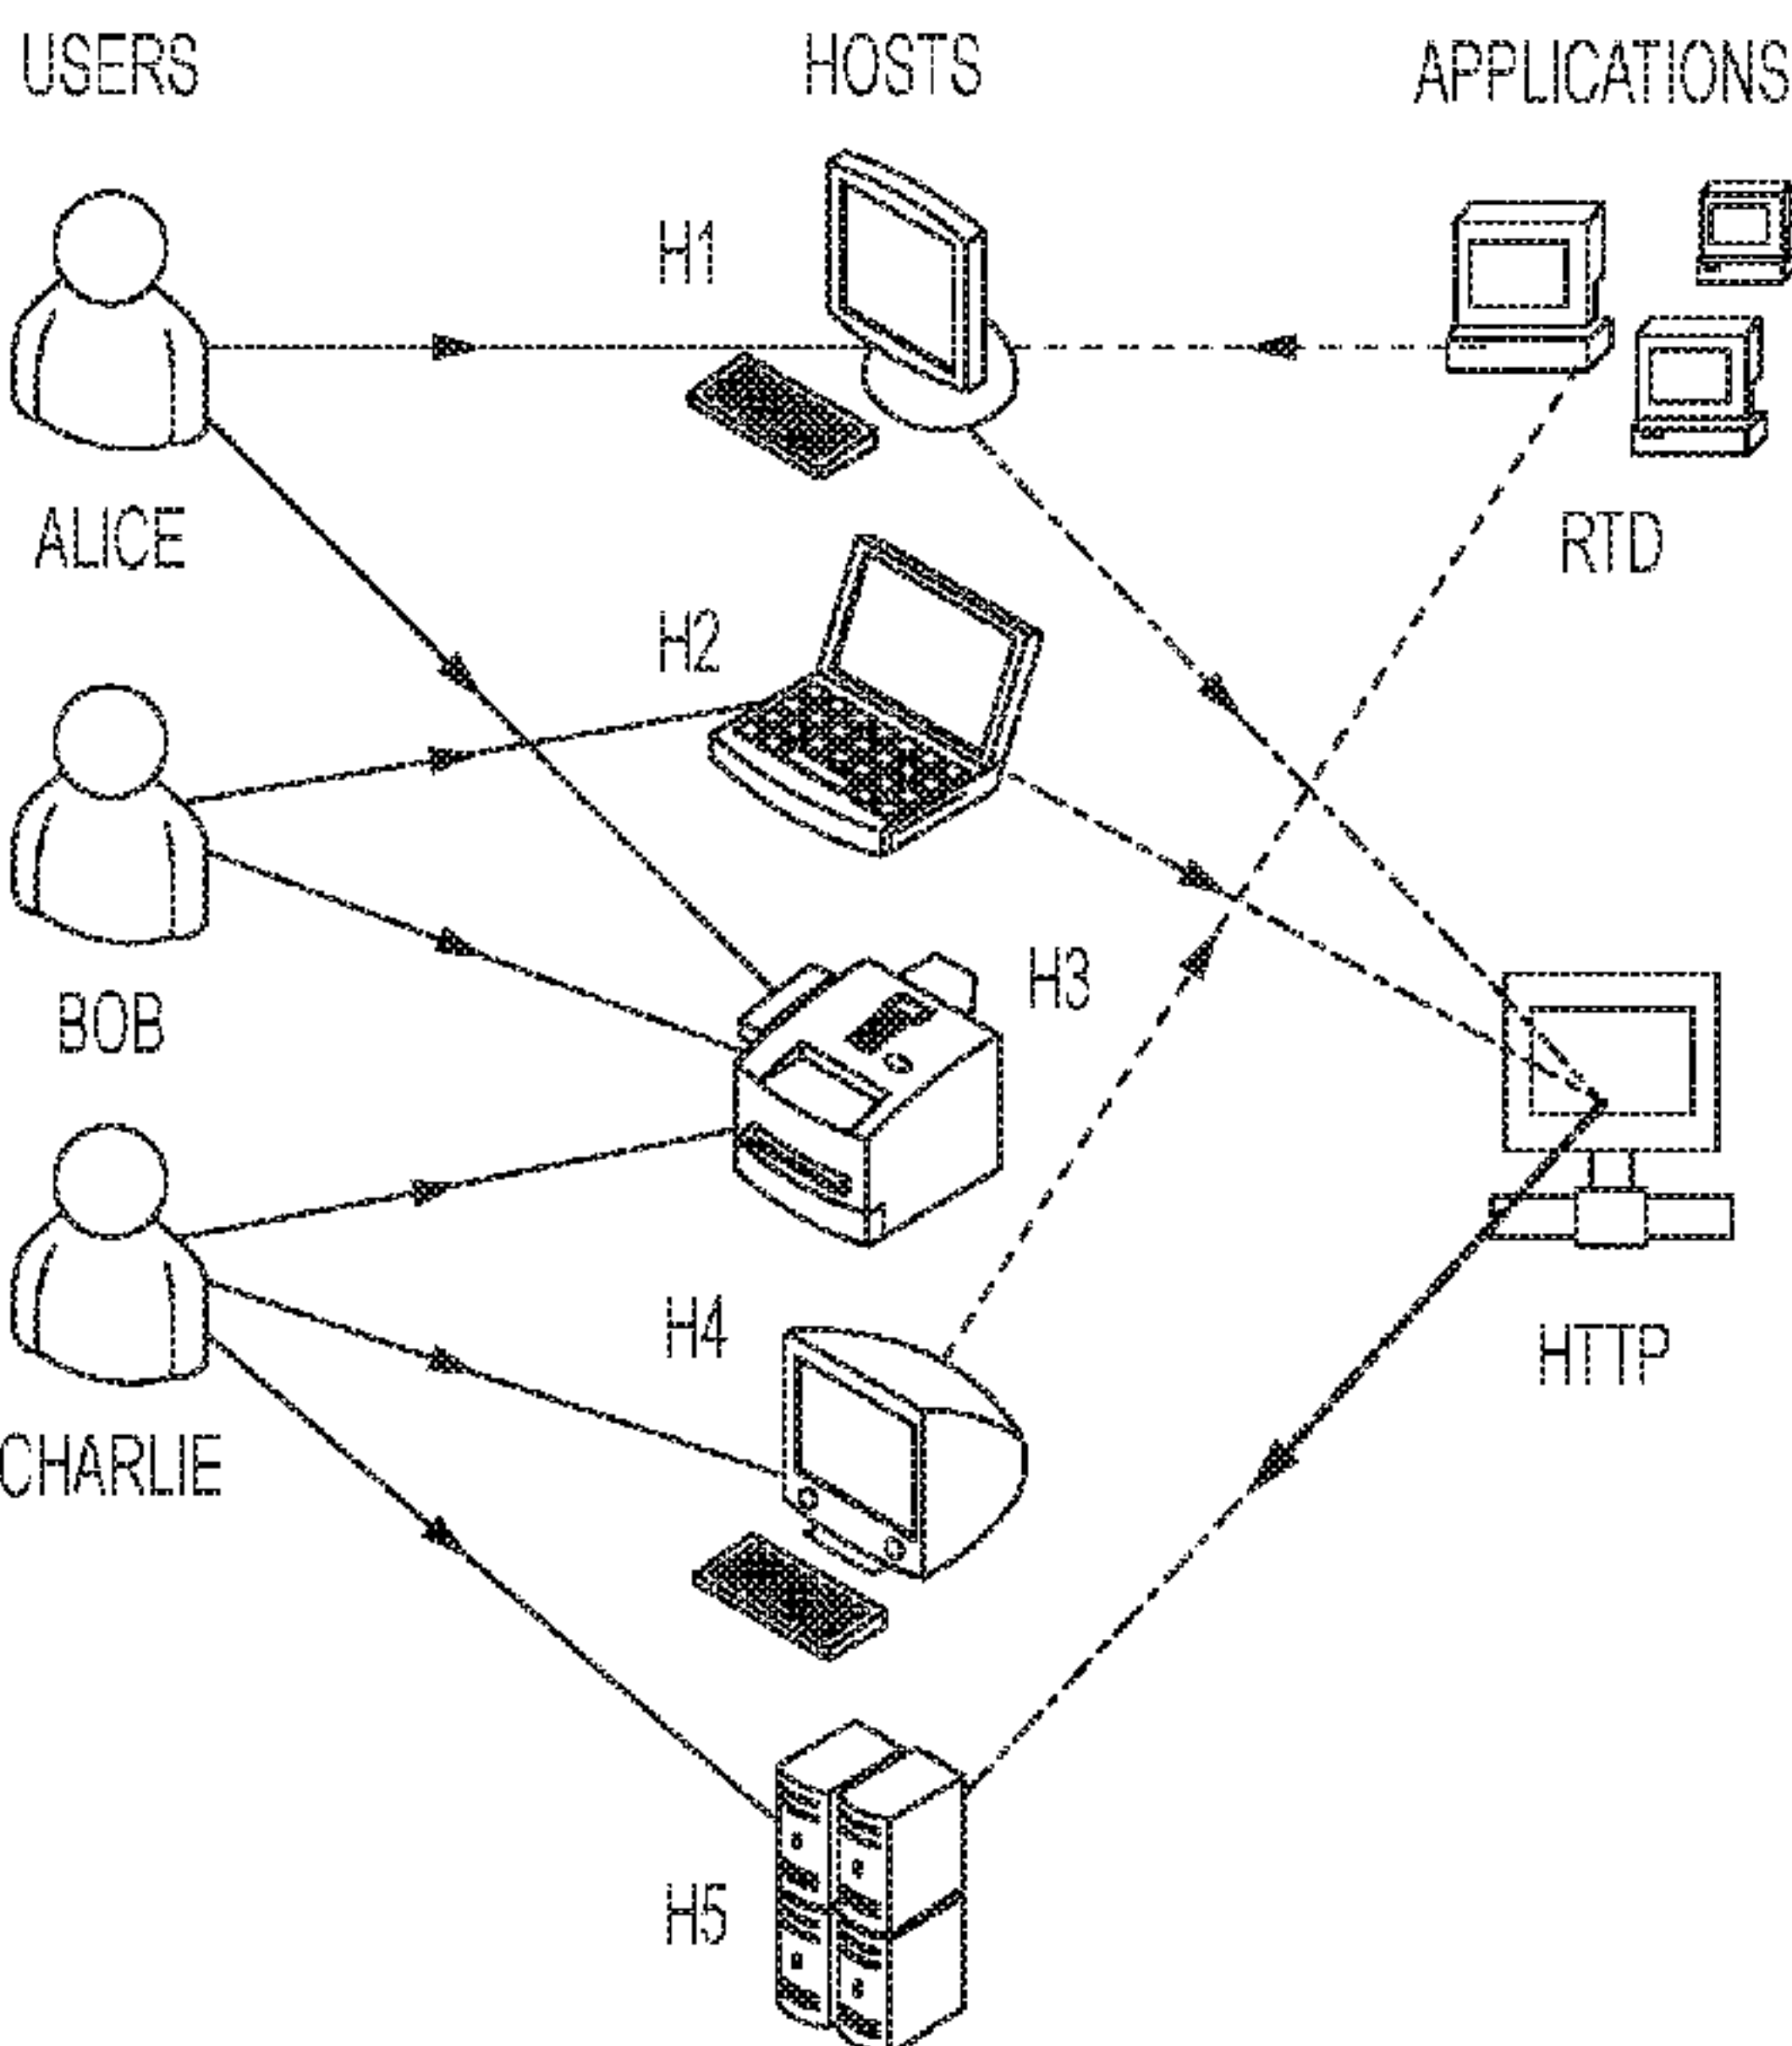 USERS
HOSTS
APPLICATIONS
H1
ALICE
RTD
H2
BOB
H3
CHARLIE
H4
HTTP
H5